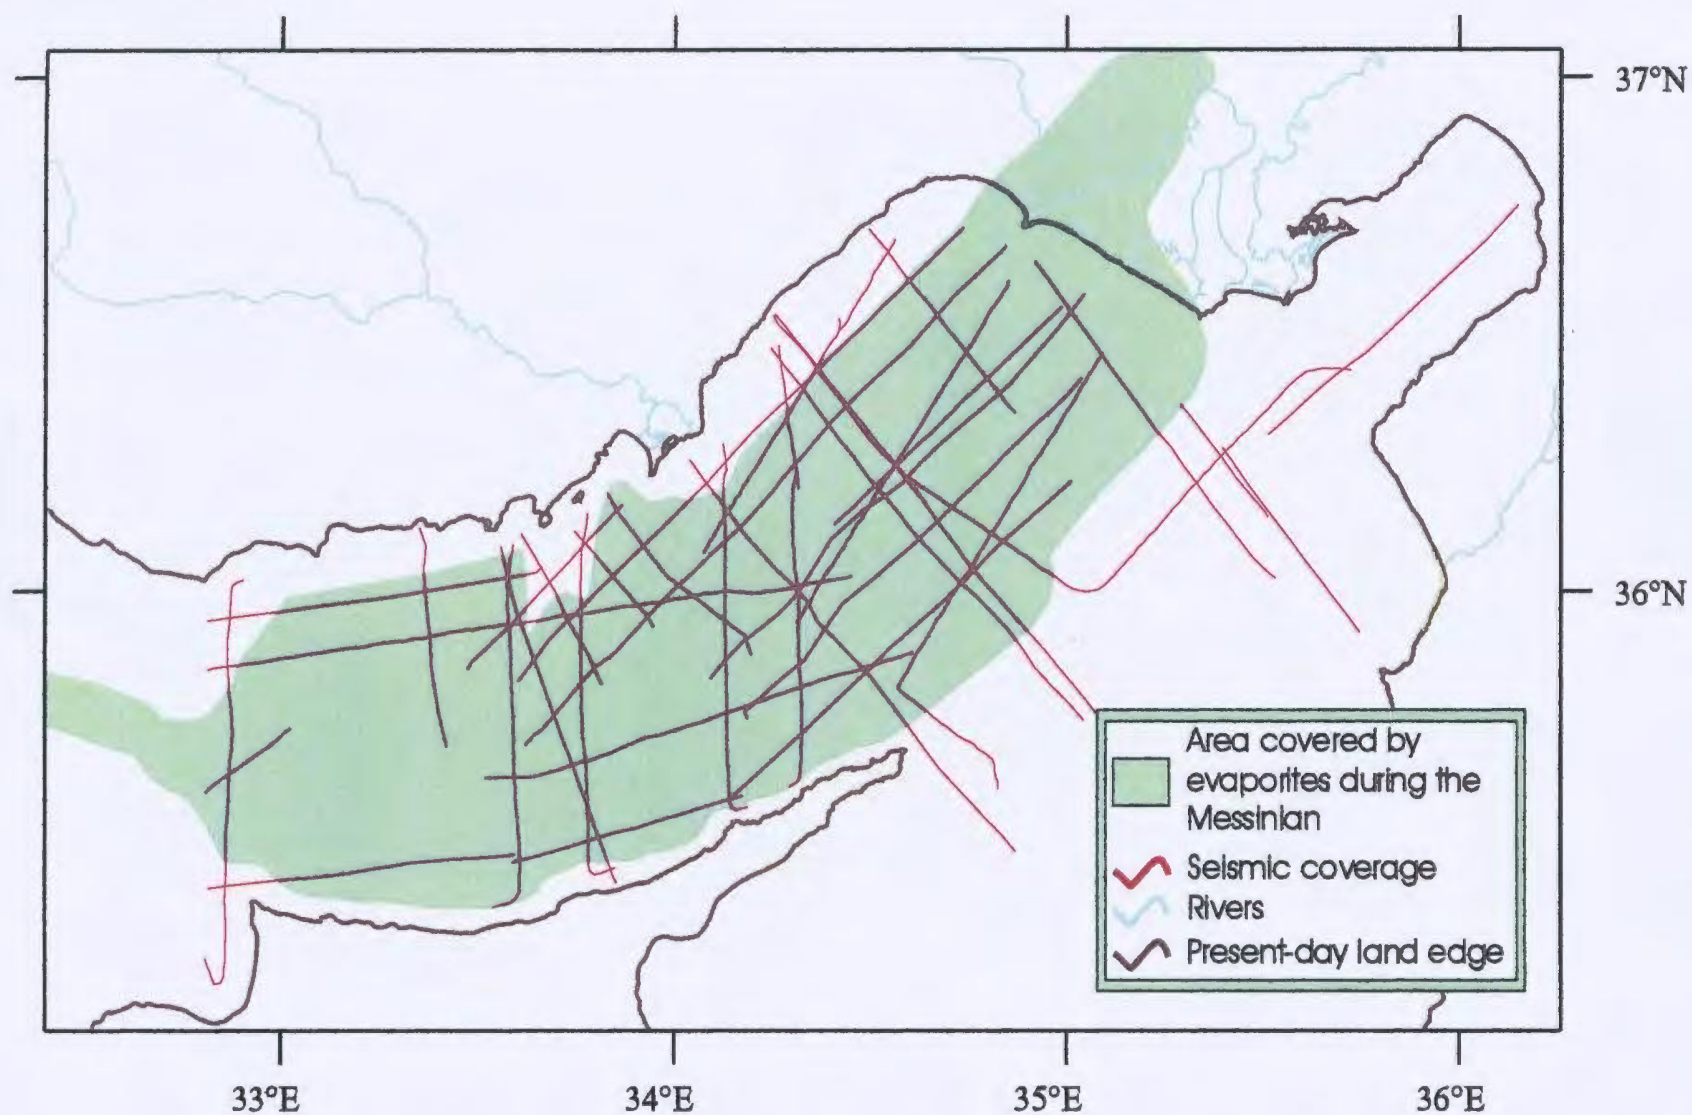 37°N
36°N
Area covered by
evaporites during the
Messinian
Seismic coverage
Rivers
Present-day land edge
33°E
34°E
35°E
36°E